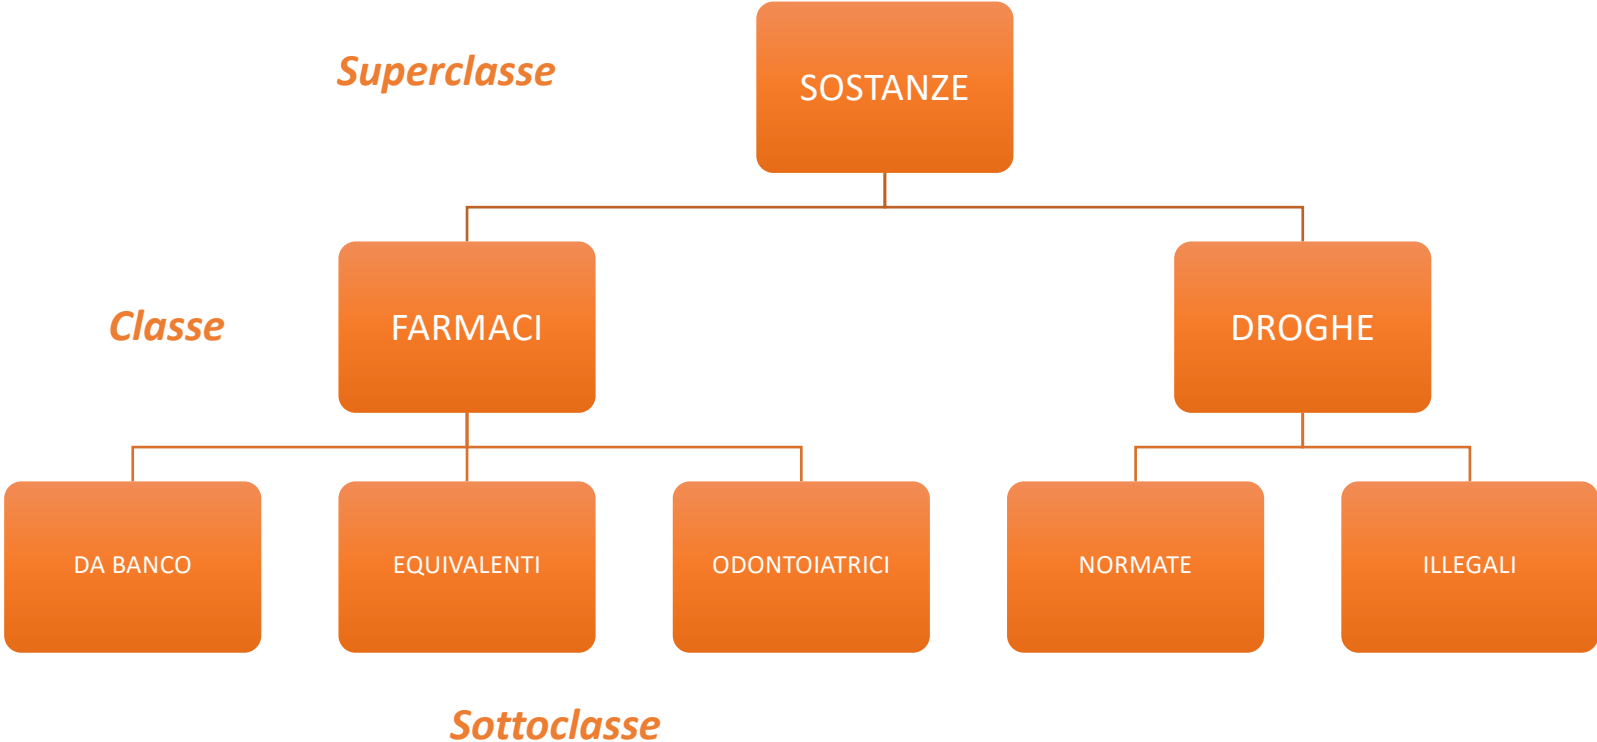 Superclasse
SOSTANZE
Classe
FARMACI
DROGHE
DA BANCO
EQUIVALENTI
ODONTOIATRICI
NORMATE
ILLEGALI
Sottoclasse